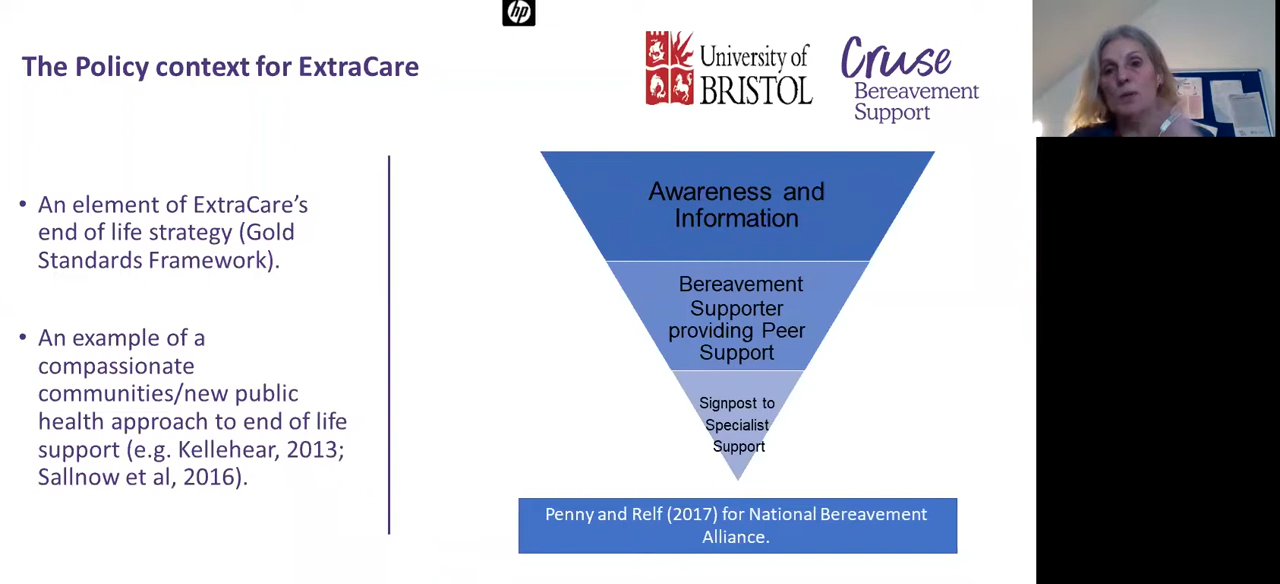 hp
The Policy context for ExtraCare
University of
BRISTOL
Cruse
Bereavement
Support
• An element of ExtraCare’s
end of life strategy (Gold
Standards Framework).
• An example of a
compassionate
communities/new public
health approach to end of life
support (e.g. Kellehear, 2013;
Sallnow et al, 2016).
Awareness and
Information
Bereavement
Supporter
providing Peer
Support
Signpost to
Specialist
Support
Penny and Relf (2017) for National Bereavement
Alliance.